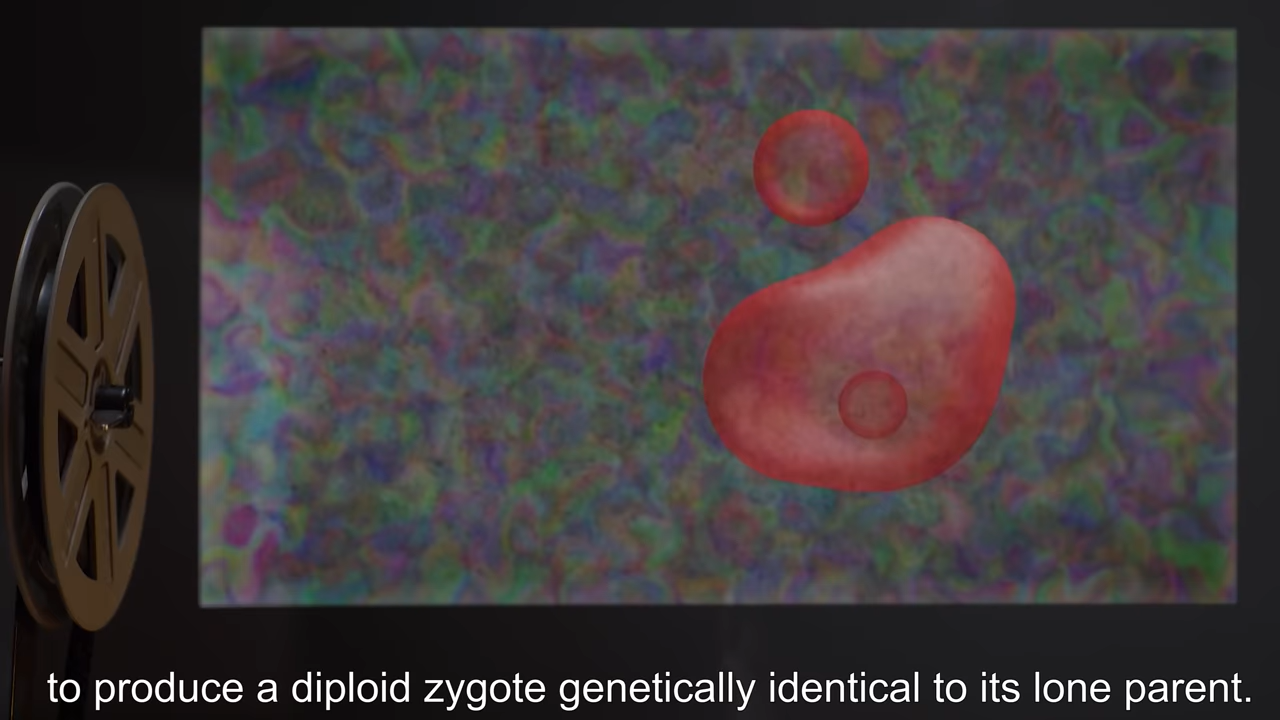 to produce a diploid zygote genetically identical to its lone parent.